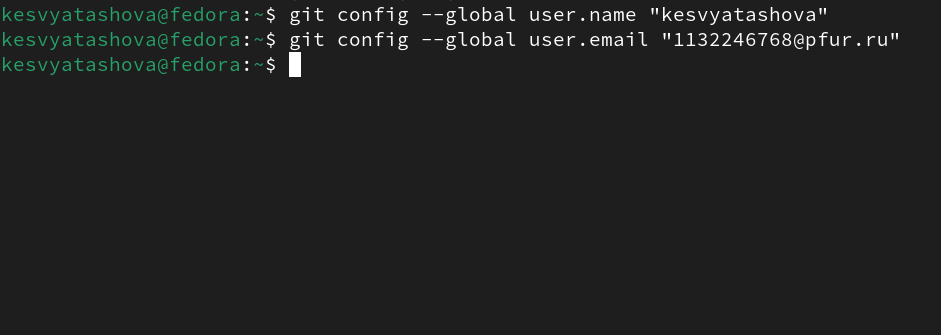 kesvyatashova@fedora:~$ git config --global user.name "kesvyatashova"
kesvyatashova@fedora:~$ git config --global user.email "1132246768@pfur.ru"
kesvyatashova@fedora:~$